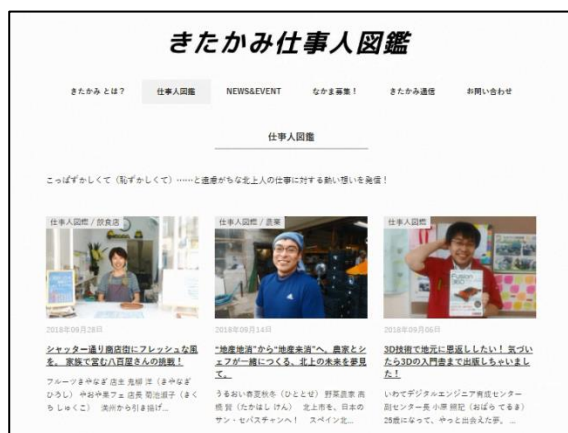 きたかみ仕事人図鑑
きたかみ とは？ 仕事人図鑑 NEWS&EVENT なかま募集！ きたかみ通信 お問い合わせ
仕事人図鑑
こっぱずかしくて（恥ずかしくて）……と遠慮がちな北上人の仕事に対する熱い想いを発信！
仕事人図鑑 / 飲食店
2018年09月28日
シャッター通り商店街にフレッシュな風
を。 家族で営む八百屋さんの挑戦！
フルーツきやなぎ 店主 鬼柳 洋（きやなぎ
ひろし） やおや果フェ 店長 菊池淑子（きく
ち しゅくこ） 満州から引き揚げ...
仕事人図鑑 / 農業
2018年09月14日
“地産地消”から“地産来消”へ。農家とシ
ェフが一緒につくる、北上の未来を夢見
て。
うるおい春夏秋冬（ひととせ） 野菜農家 高
橋 賢（たかはし けん） 北上市を、日本の
サン・セバスチャンへ！ スペイン北...
仕事人図鑑
2018年09月06日
3D技術で地元に恩返ししたい！ 気づい
たら3Dの入門書まで出版しちゃいまし
た！
いわてデジタルエンジニア育成センター
副センター長 小原 照記（おばら てるき）
25歳になって、やっと出会えた夢。 ...
Fusion
360